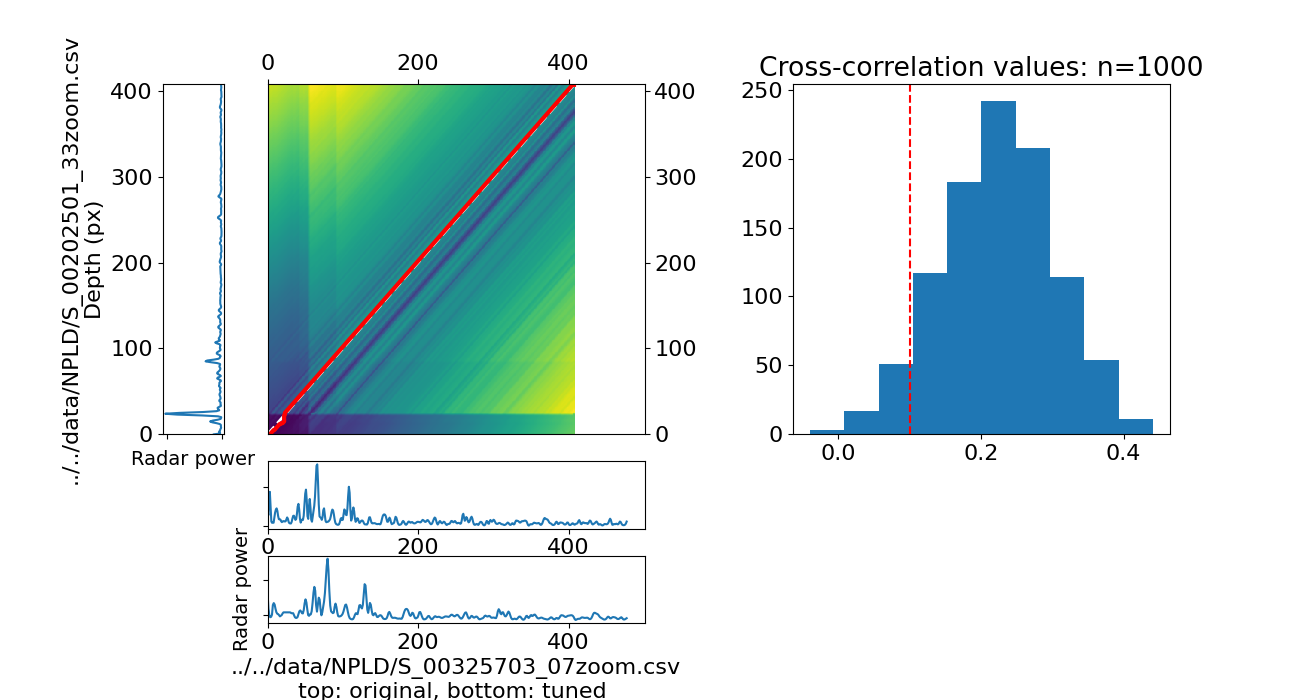 0 200 400
Cross-correlation values: n=1000
../../data/NPLD/S_00202501_33zoom.csv
Depth (px)
400
300
200
100
0
Radar power
400
300
200
100
0
250
200
150
100
50
0
0.0 0.2 0.4
0 200 400
Radar power
0 200 400
../../data/NPLD/S_00325703_07zoom.csv
top: original, bottom: tuned